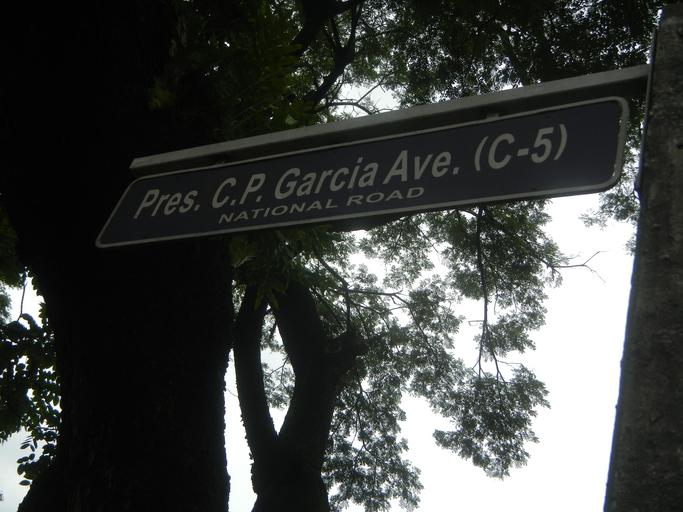 Pres. C.P. Garcia Ave. (C-5)
NATIONAL ROAD